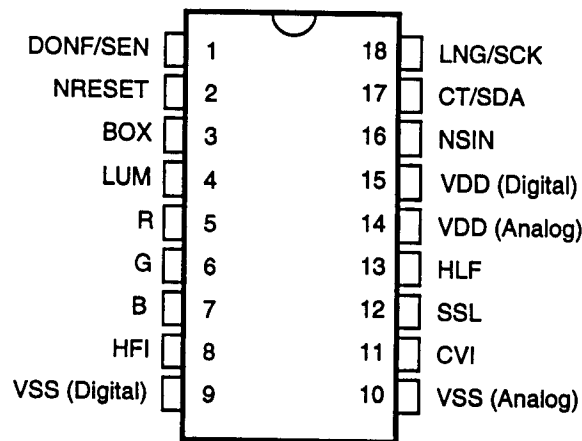 DONF/SEN 1 18 LNG/SCK
NRESET 2 17 CT/SDA
BOX 3 16 NSIN
LUM 4 15 VDD (Digital)
R 5 14 VDD (Analog)
G 6 13 HLF
B 7 12 SSL
HFI 8 11 CVI
VSS (Digital) 9 10 VSS (Analog)